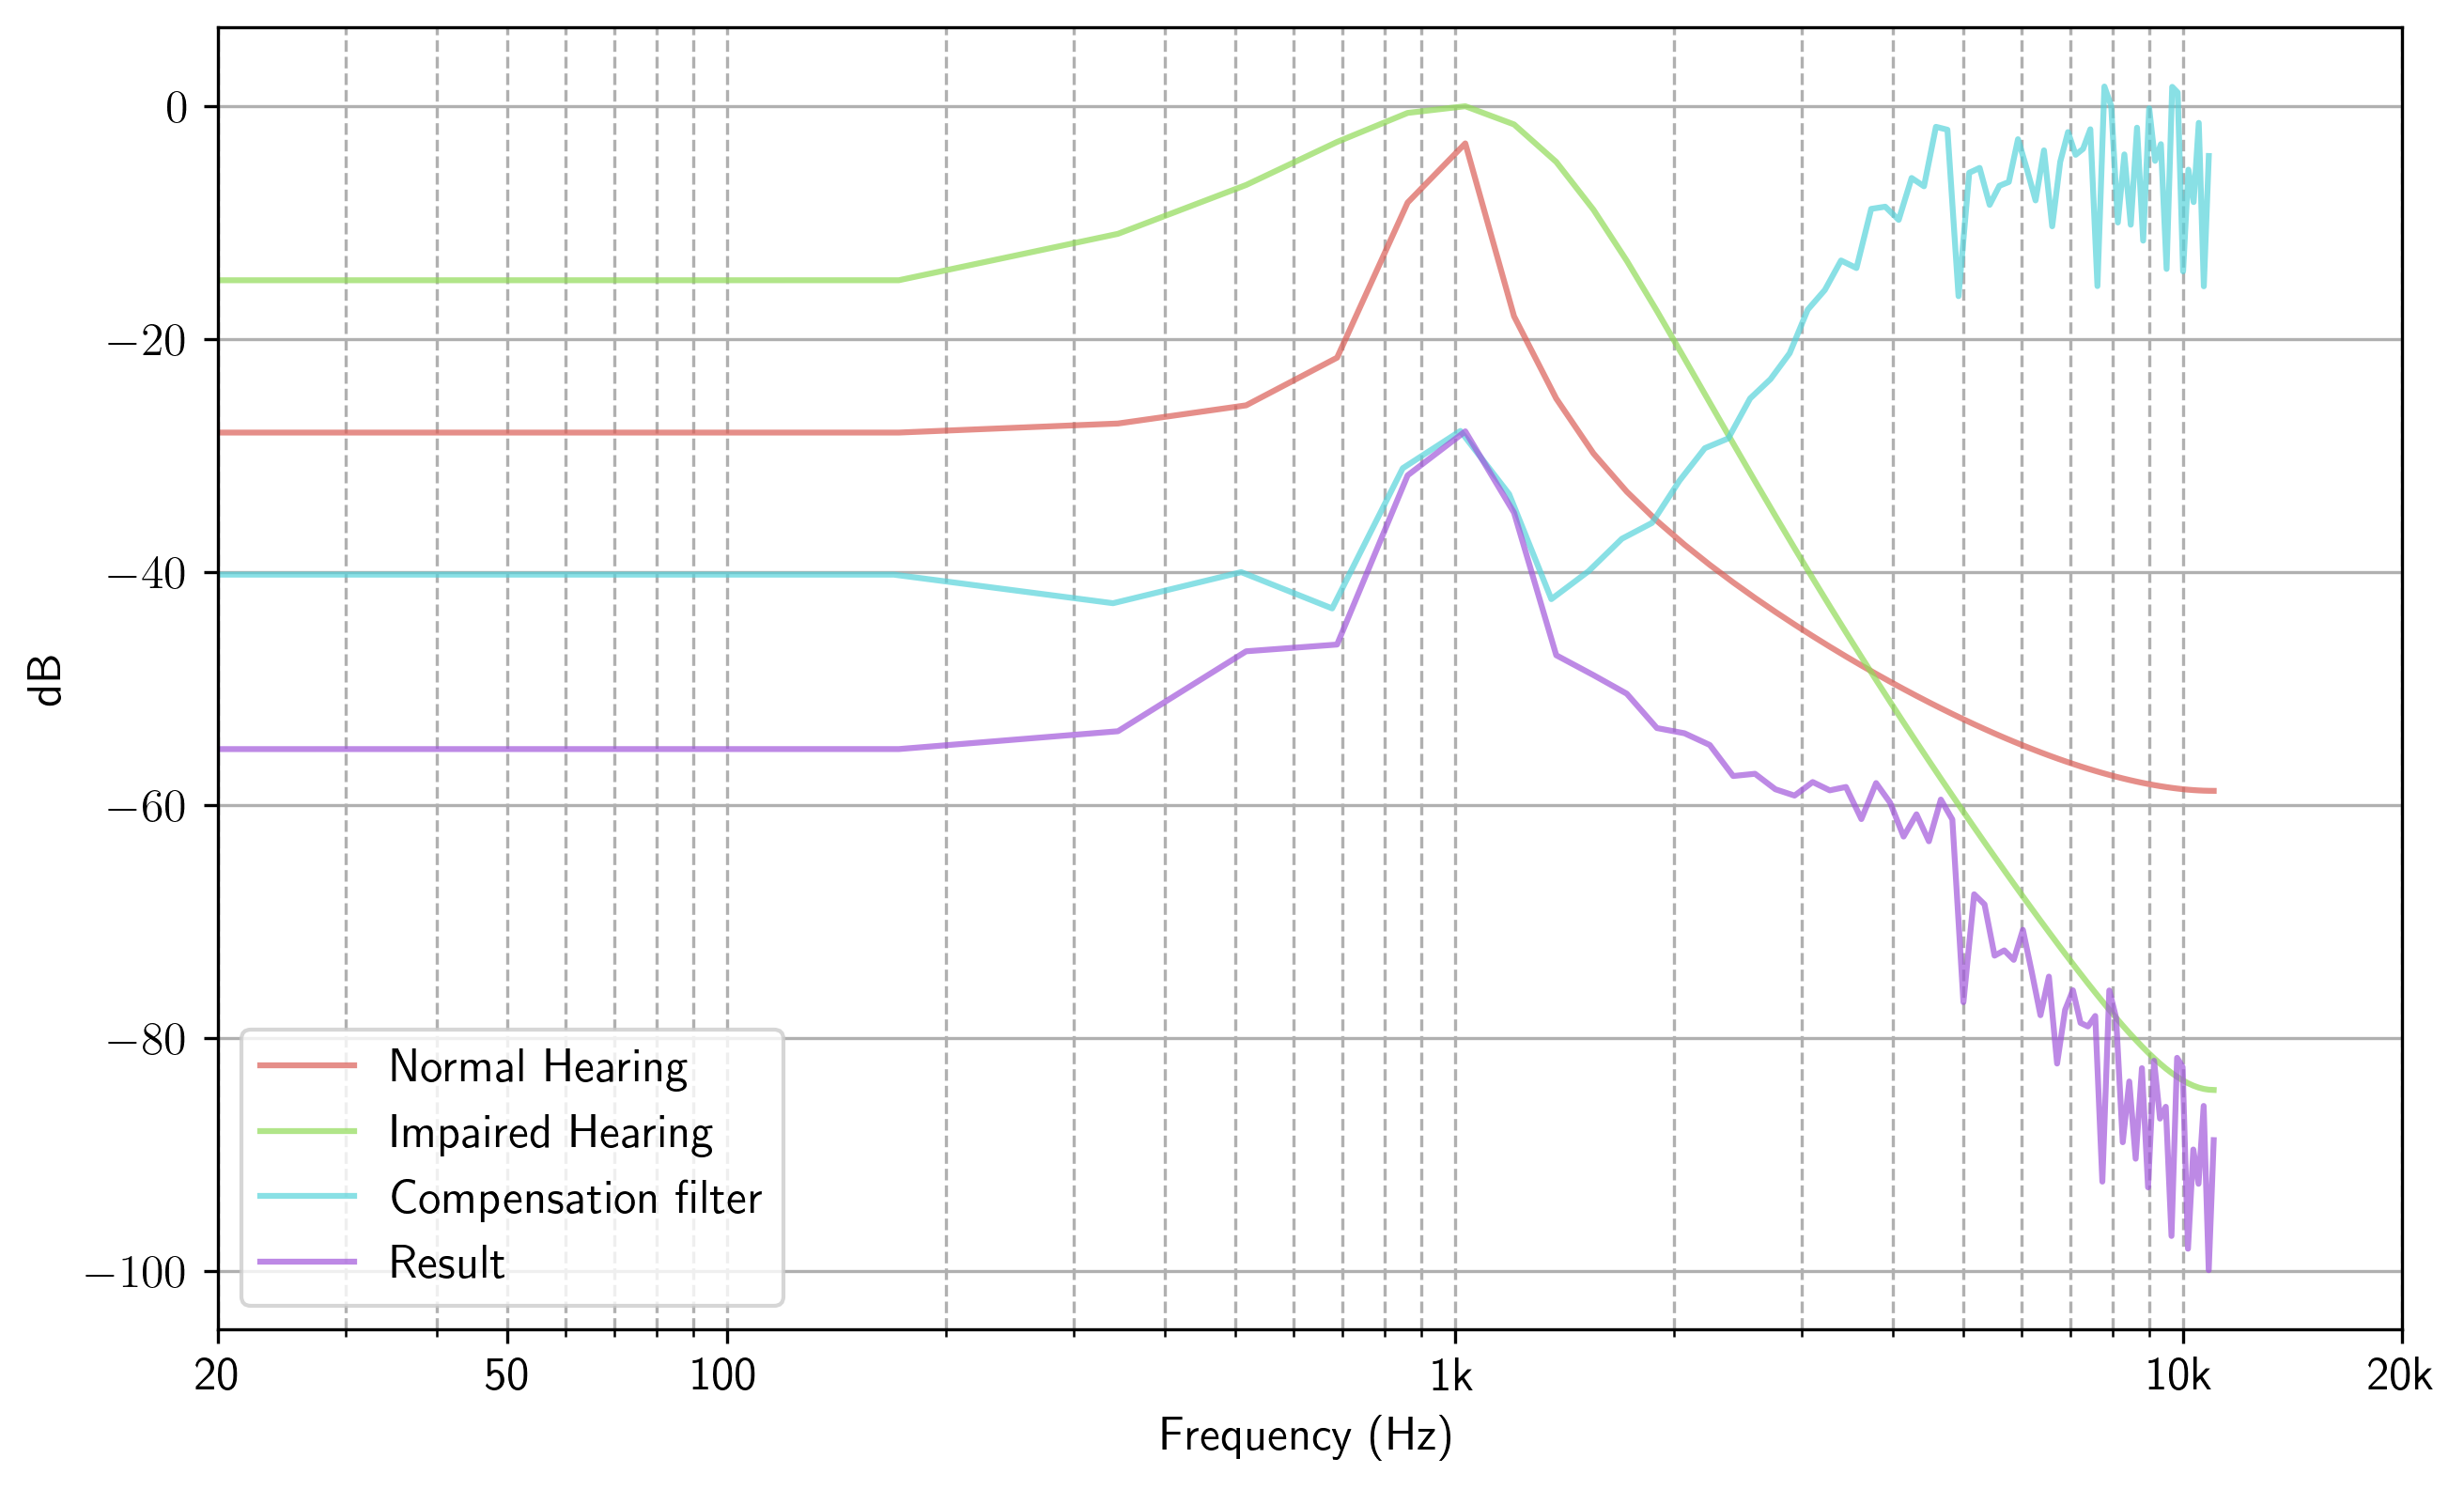 0
−20
−40
−60
−80
−100
dB
Normal Hearing
Impaired Hearing
Compensation filter
Result
20 50 100 1k 10k 20k
Frequency (Hz)